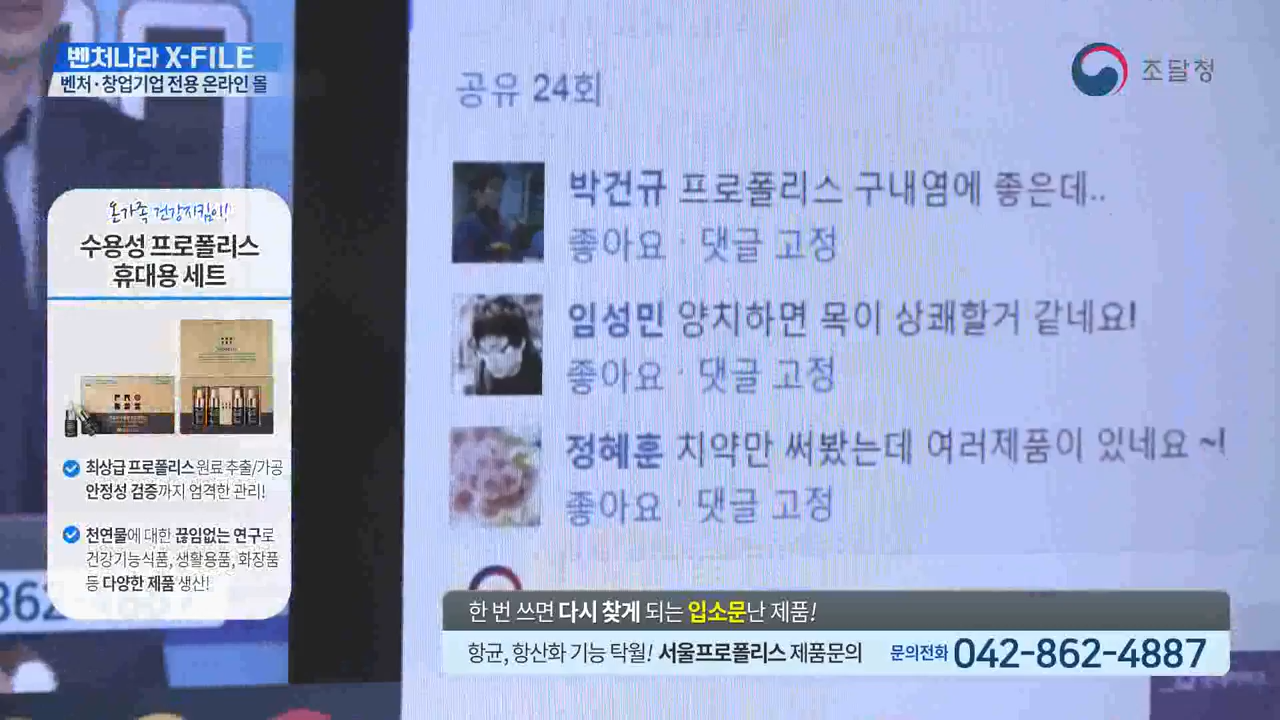 벤처나라 X-FILE
벤처·창업기업 전용 온라인 몰
조달청
공유 24회
박건규 프로폴리스 구내염에 좋은데..
좋아요 · 댓글 고정
임성민 양치하면 목이 상쾌할거 같네요!
좋아요 · 댓글 고정
정혜훈 치약만 써봤는데 여러제품이 있네요 ~!
좋아요 · 댓글 고정
온가족 건강지킴이!
수용성 프로폴리스
휴대용 세트
최상급 프로폴리스 원료 추출/가공
안정성 검증까지 엄격한 관리!
천연물에 대한 끊임없는 연구로
건강기능식품, 생활용품, 화장품
등 다양한 제품 생산!
862
한 번 쓰면 다시 찾게 되는 입소문난 제품!
항균, 항산화 기능 탁월! 서울프로폴리스 제품문의
문의전화 042-862-4887